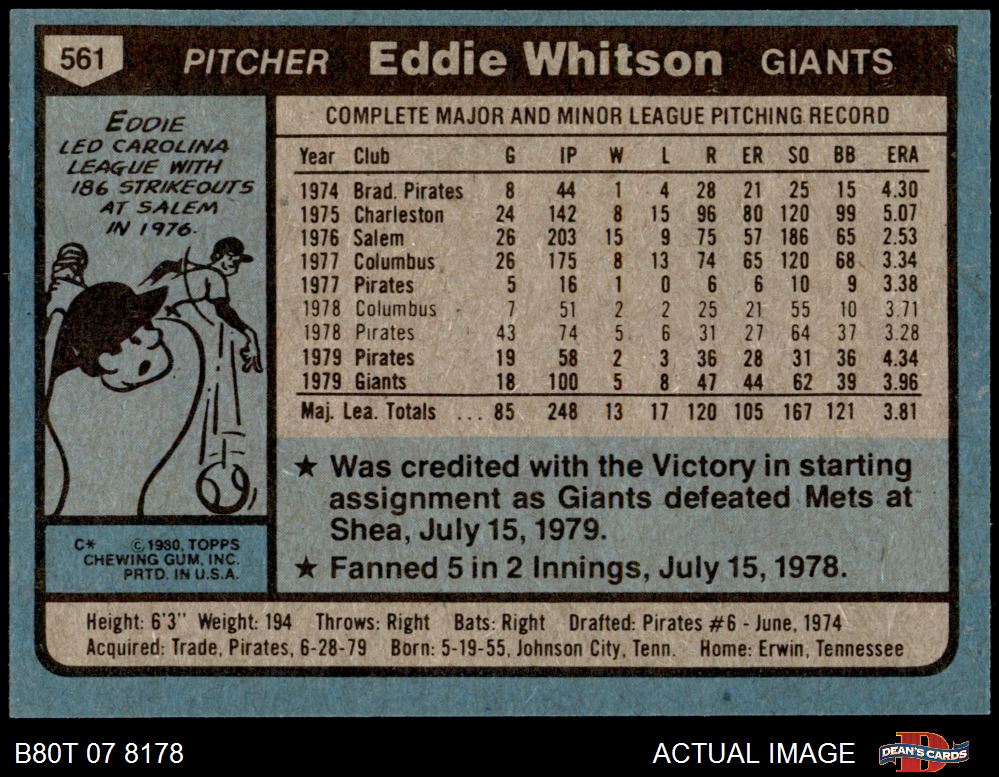 561 PITCHER Eddie Whitson GIANTS
EDDIE
LED CAROLINA
LEAGUE WITH
186 STRIKEOUTS
AT SALEM
IN 1976.
C* © 1980, TOPPS
CHEWING GUM, INC.
PRTD. IN U.S.A.
COMPLETE MAJOR AND MINOR LEAGUE PITCHING RECORD
Year Club G IP W L R ER SO BB ERA
1974 Brad. Pirates 8 44 1 4 28 21 25 15 4.30
1975 Charleston 24 142 8 15 96 80 120 99 5.07
1976 Salem 26 203 15 9 75 57 186 65 2.53
1977 Columbus 26 175 8 13 74 65 120 68 3.34
1977 Pirates 5 16 1 0 6 6 10 9 3.38
1978 Columbus 7 51 2 2 25 21 55 10 3.71
1978 Pirates 43 74 5 6 31 27 64 37 3.28
1979 Pirates 19 58 2 3 36 28 31 36 4.34
1979 Giants 18 100 5 8 47 44 62 39 3.96
Maj. Lea. Totals ... 85 248 13 17 120 105 167 121 3.81
★ Was credited with the Victory in starting
assignment as Giants defeated Mets at
Shea, July 15, 1979.
★ Fanned 5 in 2 Innings, July 15, 1978.
Height: 6'3" Weight: 194 Throws: Right Bats: Right Drafted: Pirates #6 - June, 1974
Acquired: Trade, Pirates, 6-28-79 Born: 5-19-55, Johnson City, Tenn. Home: Erwin, Tennessee
B80T 07 8178 ACTUAL IMAGE DEAN'S CARDS